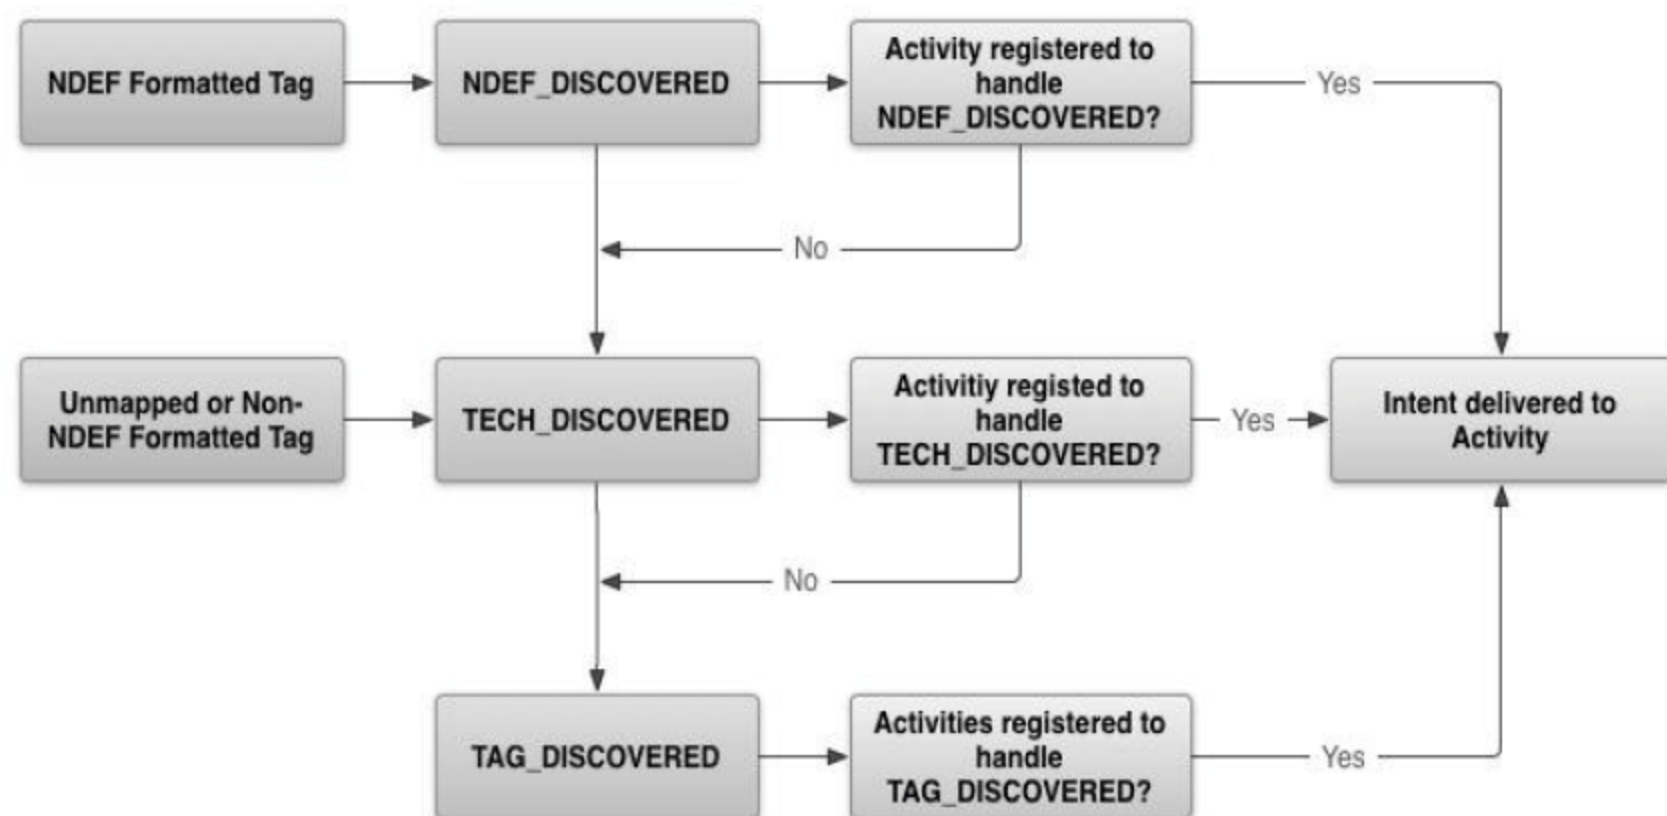 NDEF Formatted Tag
NDEF_DISCOVERED
Activity registered to
handle
NDEF_DISCOVERED?
Yes
No
Unmapped or Non-
NDEF Formatted Tag
TECH_DISCOVERED
Activitiy registed to
handle
TECH_DISCOVERED?
Yes
Intent delivered to
Activity
No
TAG_DISCOVERED
Activities registered to
handle
TAG_DISCOVERED?
Yes